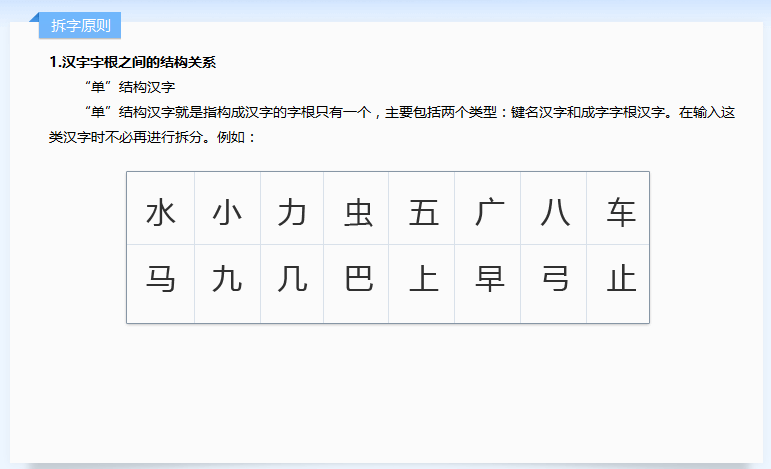 拆字原则
1.汉字字根之间的结构关系
“单”结构汉字
“单”结构汉字就是指构成汉字的字根只有一个，主要包括两个类型：键名汉字和成字字根汉字。在输入这
类汉字时不必再进行拆分。例如：
水 小 力 虫 五 广 八 车
马 九 几 巴 上 早 弓 止